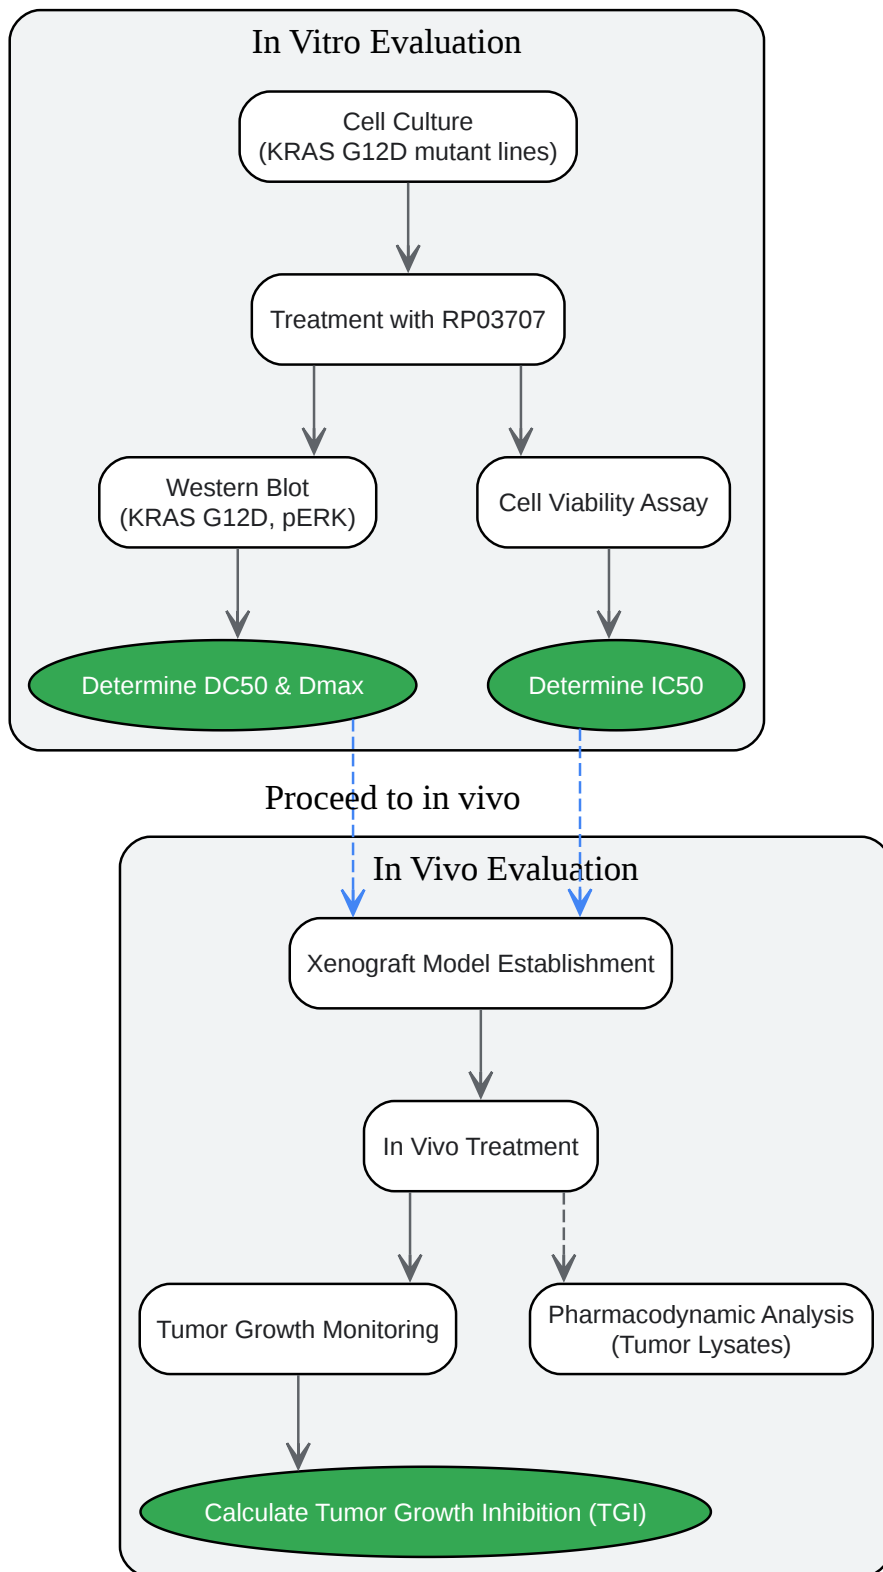 In Vitro Evaluation
Cell Culture
(KRAS G12D mutant lines)
Treatment with RP03707
Western Blot
(KRAS G12D, pERK)
Cell Viability Assay
Determine DC50 & Dmax
Determine IC50
Proceed to in vivo
In Vivo Evaluation
Xenograft Model Establishment
In Vivo Treatment
Tumor Growth Monitoring
Pharmacodynamic Analysis
(Tumor Lysates)
Calculate Tumor Growth Inhibition (TGI)